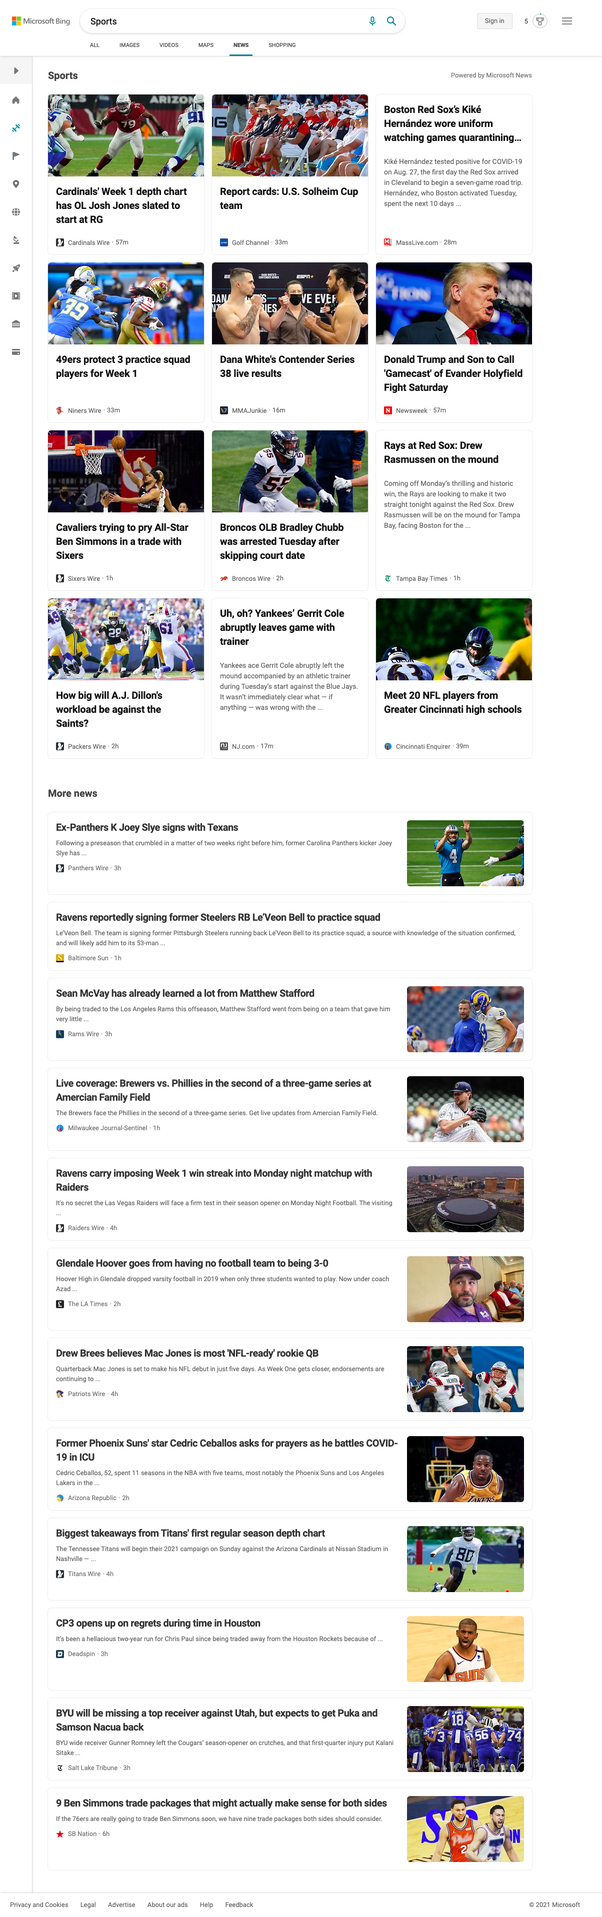 Microsoft Bing
Sports
Sign in
5
ALL
IMAGES
VIDEOS
MAPS
NEWS
SHOPPING
Sports
Powered by Microsoft News
Cardinals' Week 1 depth chart
has OL Josh Jones slated to
start at RG
Cardinals Wire · 57m
Report cards: U.S. Solheim Cup
team
Golf Channel · 33m
Boston Red Sox's Kiké
Hernández wore uniform
watching games quarantining...
Kiké Hernández tested positive for COVID-19
on Aug. 27, the first day the Red Sox arrived
in Cleveland to begin a seven-game road trip.
Hernández, who Boston activated Tuesday,
spent the next 10 days ...
MassLive.com · 28m
49ers protect 3 practice squad
players for Week 1
Niners Wire · 33m
Dana White's Contender Series
38 live results
MMAJunkie · 16m
Donald Trump and Son to Call
'Gamecast' of Evander Holyfield
Fight Saturday
Newsweek · 57m
Cavaliers trying to pry All-Star
Ben Simmons in a trade with
Sixers
Sixers Wire · 1h
Broncos OLB Bradley Chubb
was arrested Tuesday after
skipping court date
Broncos Wire · 2h
Rays at Red Sox: Drew
Rasmussen on the mound
Coming off Monday's thrilling and historic
win, the Rays are looking to make it two
straight tonight against the Red Sox. Drew
Rasmussen will be on the mound for Tampa
Bay, facing Boston for the ...
Tampa Bay Times · 1h
How big will A.J. Dillon's
workload be against the
Saints?
Packers Wire · 2h
Uh, oh? Yankees' Gerrit Cole
abruptly leaves game with
trainer
Yankees ace Gerrit Cole abruptly left the
mound accompanied by an athletic trainer
during Tuesday's start against the Blue Jays.
It wasn't immediately clear what — if
anything — was wrong with the ...
NJ.com · 17m
Meet 20 NFL players from
Greater Cincinnati high schools
Cincinnati Enquirer · 39m
More news
Ex-Panthers K Joey Slye signs with Texans
Following a preseason that crumbled in a matter of two weeks right before him, former Carolina Panthers kicker Joey
Slye has ...
Panthers Wire · 3h
Ravens reportedly signing former Steelers RB Le'Veon Bell to practice squad
Le'Veon Bell. The team is signing former Pittsburgh Steelers running back Le'Veon Bell to its practice squad, a source with knowledge of the situation confirmed,
and will likely add him to its 53-man ...
Baltimore Sun · 1h
Sean McVay has already learned a lot from Matthew Stafford
By being traded to the Los Angeles Rams this offseason, Matthew Stafford went from being on a team that gave him
very little ...
Rams Wire · 3h
Live coverage: Brewers vs. Phillies in the second of a three-game series at
Amercian Family Field
The Brewers face the Phillies in the second of a three-game series. Get live updates from Amercian Family Field.
Milwaukee Journal-Sentinel · 1h
Ravens carry imposing Week 1 win streak into Monday night matchup with
Raiders
It's no secret the Las Vegas Raiders will face a firm test in their season opener on Monday Night Football. The visiting
...
Raiders Wire · 4h
Glendale Hoover goes from having no football team to being 3-0
Hoover High in Glendale dropped varsity football in 2019 when only three students wanted to play. Now under coach
Azad ...
The LA Times · 2h
Drew Brees believes Mac Jones is most 'NFL-ready' rookie QB
Quarterback Mac Jones is set to make his NFL debut in just five days. As Week One gets closer, endorsements are
continuing to ...
Patriots Wire · 4h
Former Phoenix Suns' star Cedric Ceballos asks for prayers as he battles COVID-
19 in ICU
Cedric Ceballos, 52, spent 11 seasons in the NBA with five teams, most notably the Phoenix Suns and Los Angeles
Lakers in the ...
Arizona Republic · 2h
Biggest takeaways from Titans' first regular season depth chart
The Tennessee Titans will begin their 2021 campaign on Sunday against the Arizona Cardinals at Nissan Stadium in
Nashville — ...
Titans Wire · 4h
CP3 opens up on regrets during time in Houston
It's been a hellacious two-year run for Chris Paul since being traded away from the Houston Rockets because of ...
Deadspin · 3h
BYU will be missing a top receiver against Utah, but expects to get Puka and
Samson Nacua back
BYU wide receiver Gunner Romney left the Cougars' season-opener on crutches, and that first-quarter injury put Kalani
Sitake ...
Salt Lake Tribune · 3h
9 Ben Simmons trade packages that might actually make sense for both sides
If the 76ers are really going to trade Ben Simmons soon, we have nine trade packages both sides should consider.
SB Nation · 6h
Privacy and Cookies
Legal
Advertise
About our ads
Help
Feedback
© 2021 Microsoft